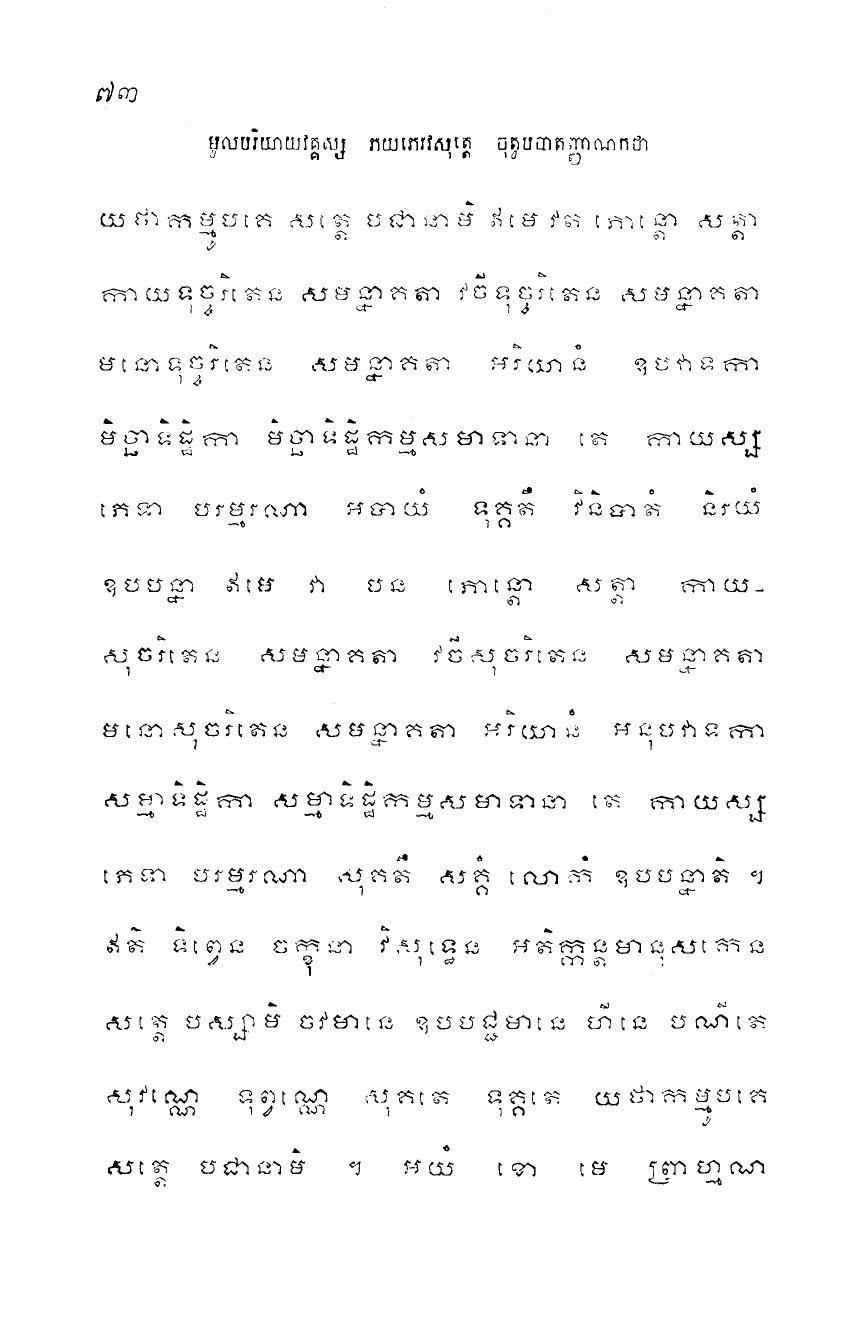 ៧៣
មូលបរិយាយវគ្គស្ស ភយភេរវសុត្តេ ចុតូបបាតញ្ញាណកថា
យថាកម្មូបគេ សត្តេ បជានាមិ ឥមេ វត ភោន្តោ សត្តា
កាយទុច្ចរិតេន សមន្នាគតា វចីទុច្ចរិតេន សមន្នាគតា
មនោទុច្ចរិតេន សមន្នាគតា អរិយានំ ឧបវាទកា
មិច្ឆាទិដ្ឋិកា មិច្ឆាទិដ្ឋិកម្មសមាទានា តេ កាយស្ស
ភេទា បរម្មរណា អបាយំ ទុគ្គតឹ វិនិបាតំ និរយំ
ឧបបន្នា ឥមេ វា បន ភោន្តោ សត្តា កាយ-
សុចរិតេន សមន្នាគតា វចីសុចរិតេន សមន្នាគតា
មនោសុចរិតេន សមន្នាគតា អរិយានំ អនុបវាទកា
សម្មាទិដ្ឋិកា សម្មាទិដ្ឋិកម្មសមាទានា តេ កាយស្ស
ភេទា បរម្មរណា សុគតឹ សគ្គំ លោកំ ឧបបន្នាតិ ។
ឥតិ ទិព្វេន ចក្ខុនា វិសុទ្ធេន អតិក្កន្តមានុសកេន
សត្តេ បស្សាមិ ចវមានេ ឧបបជ្ជមានេ ហីនេ បណីតេ
សុវណ្ណេ ទុព្វណ្ណេ សុគតេ ទុគ្គតេ យថាកម្មូបគេ
សត្តេ បជានាមិ ។ អយំ ខោ មេ ព្រាហ្មណ